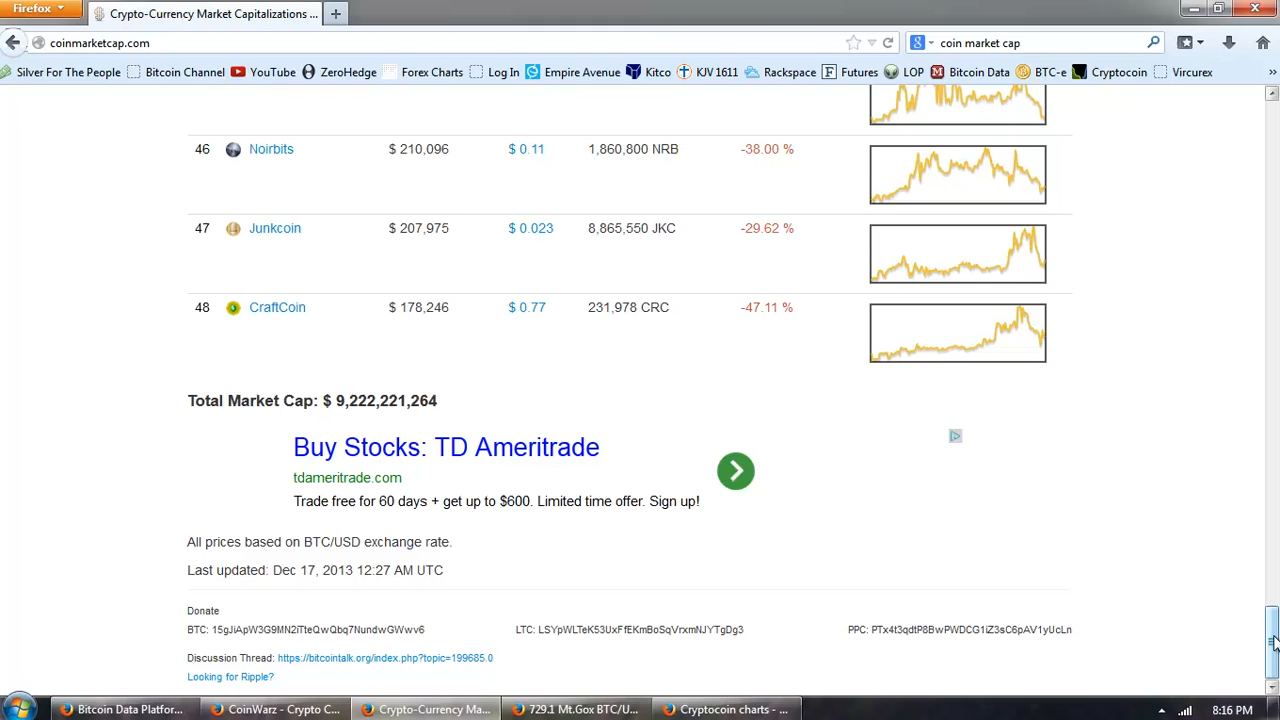 Firefox
Crypto-Currency Market Capitalizations ...
coinmarketcap.com
coin market cap
Silver For The People Bitcoin Channel YouTube ZeroHedge Forex Charts Log In Empire Avenue Kitco KJV 1611 Rackspace Futures LOP Bitcoin Data BTC-e Cryptocoin Vircurex »
46 Noirbits $ 210,096 $ 0.11 1,860,800 NRB -38.00 %
47 Junkcoin $ 207,975 $ 0.023 8,865,550 JKC -29.62 %
48 CraftCoin $ 178,246 $ 0.77 231,978 CRC -47.11 %
Total Market Cap: $ 9,222,221,264
Buy Stocks: TD Ameritrade
tdameritrade.com
Trade free for 60 days + get up to $600. Limited time offer. Sign up!
All prices based on BTC/USD exchange rate.
Last updated: Dec 17, 2013 12:27 AM UTC
Donate
BTC: 15gJiApW3G9MN2iTteQwQbq7NundwGWwv6 LTC: LSYpWLTeK53UxFfEKmBoSqVrxmNJYTgDg3 PPC: PTx4t3qdtP8BwPWDCG1iZ3sC6pAV1yUcLn
Discussion Thread: https://bitcointalk.org/index.php?topic=199685.0
Looking for Ripple?
Bitcoin Data Platfor... CoinWarz - Crypto C... Crypto-Currency Ma... 729.1 Mt.Gox BTC/U... Cryptocoin charts - ... 8:16 PM